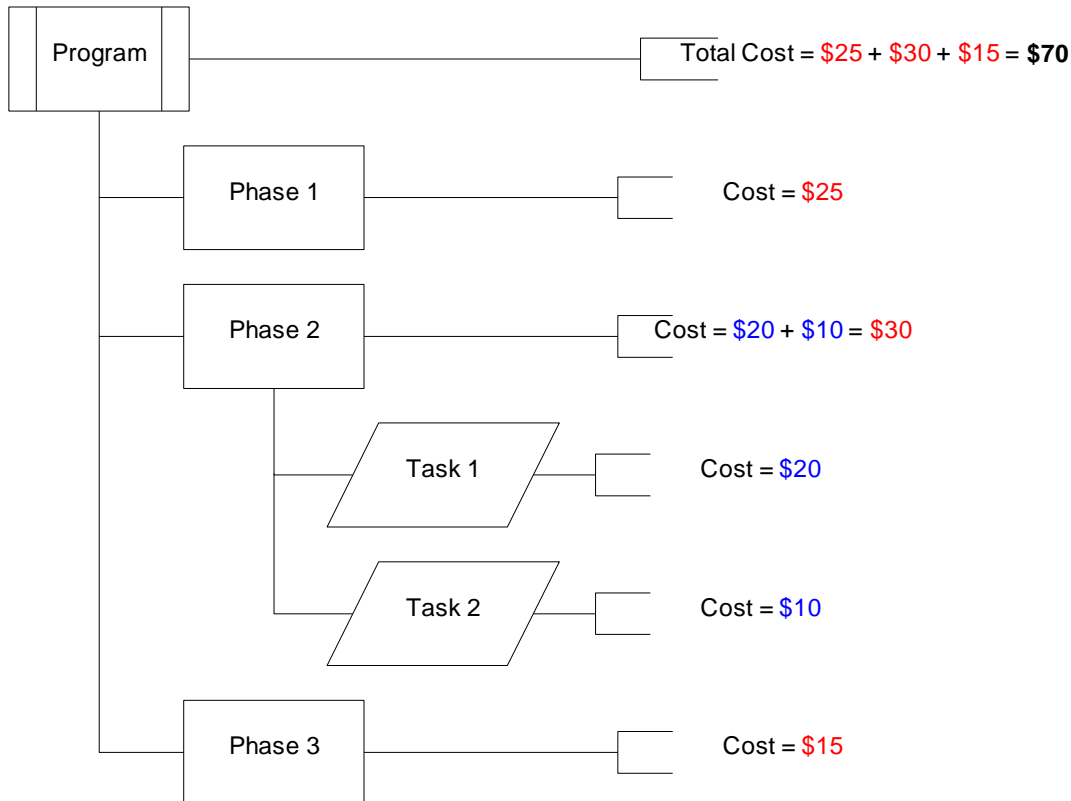 Program Total Cost = $25 + $30 + $15 = $70
Phase 1 Cost = $25
Phase 2 Cost = $20 + $10 = $30
Task 1 Cost = $20
Task 2 Cost = $10
Phase 3 Cost = $15